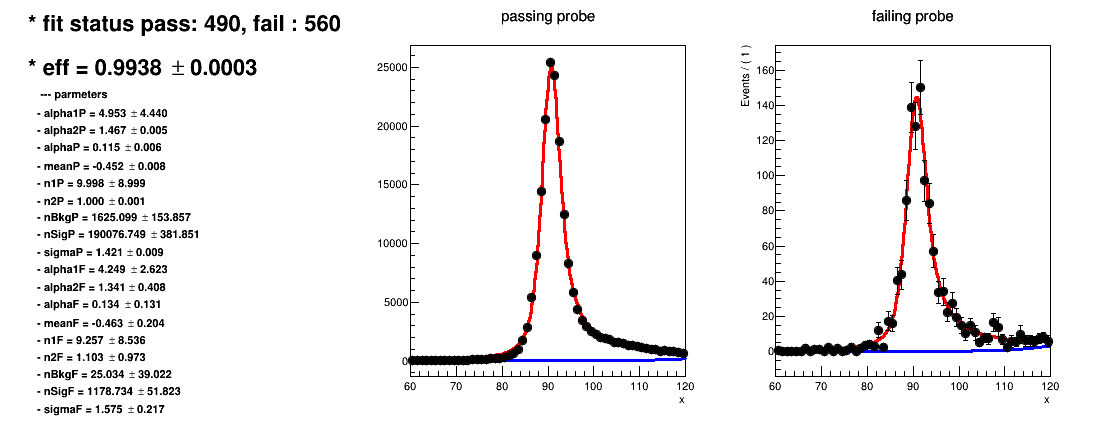 * fit status pass: 490, fail : 560
* eff = 0.9938 ± 0.0003
--- parmeters
- alpha1P = 4.953 ± 4.440
- alpha2P = 1.467 ± 0.005
- alphaP = 0.115 ± 0.006
- meanP = -0.452 ± 0.008
- n1P = 9.998 ± 8.999
- n2P = 1.000 ± 0.001
- nBkgP = 1625.099 ± 153.857
- nSigP = 190076.749 ± 381.851
- sigmaP = 1.421 ± 0.009
- alpha1F = 4.249 ± 2.623
- alpha2F = 1.341 ± 0.408
- alphaF = 0.134 ± 0.131
- meanF = -0.463 ± 0.204
- n1F = 9.257 ± 8.536
- n2F = 1.103 ± 0.973
- nBkgF = 25.034 ± 39.022
- nSigF = 1178.734 ± 51.823
- sigmaF = 1.575 ± 0.217
passing probe
25000
20000
15000
10000
5000
0
60 70 80 90 100 110 120
x
failing probe
Events / ( 1 )
160
140
120
100
80
60
40
20
0
60 70 80 90 100 110 120
x